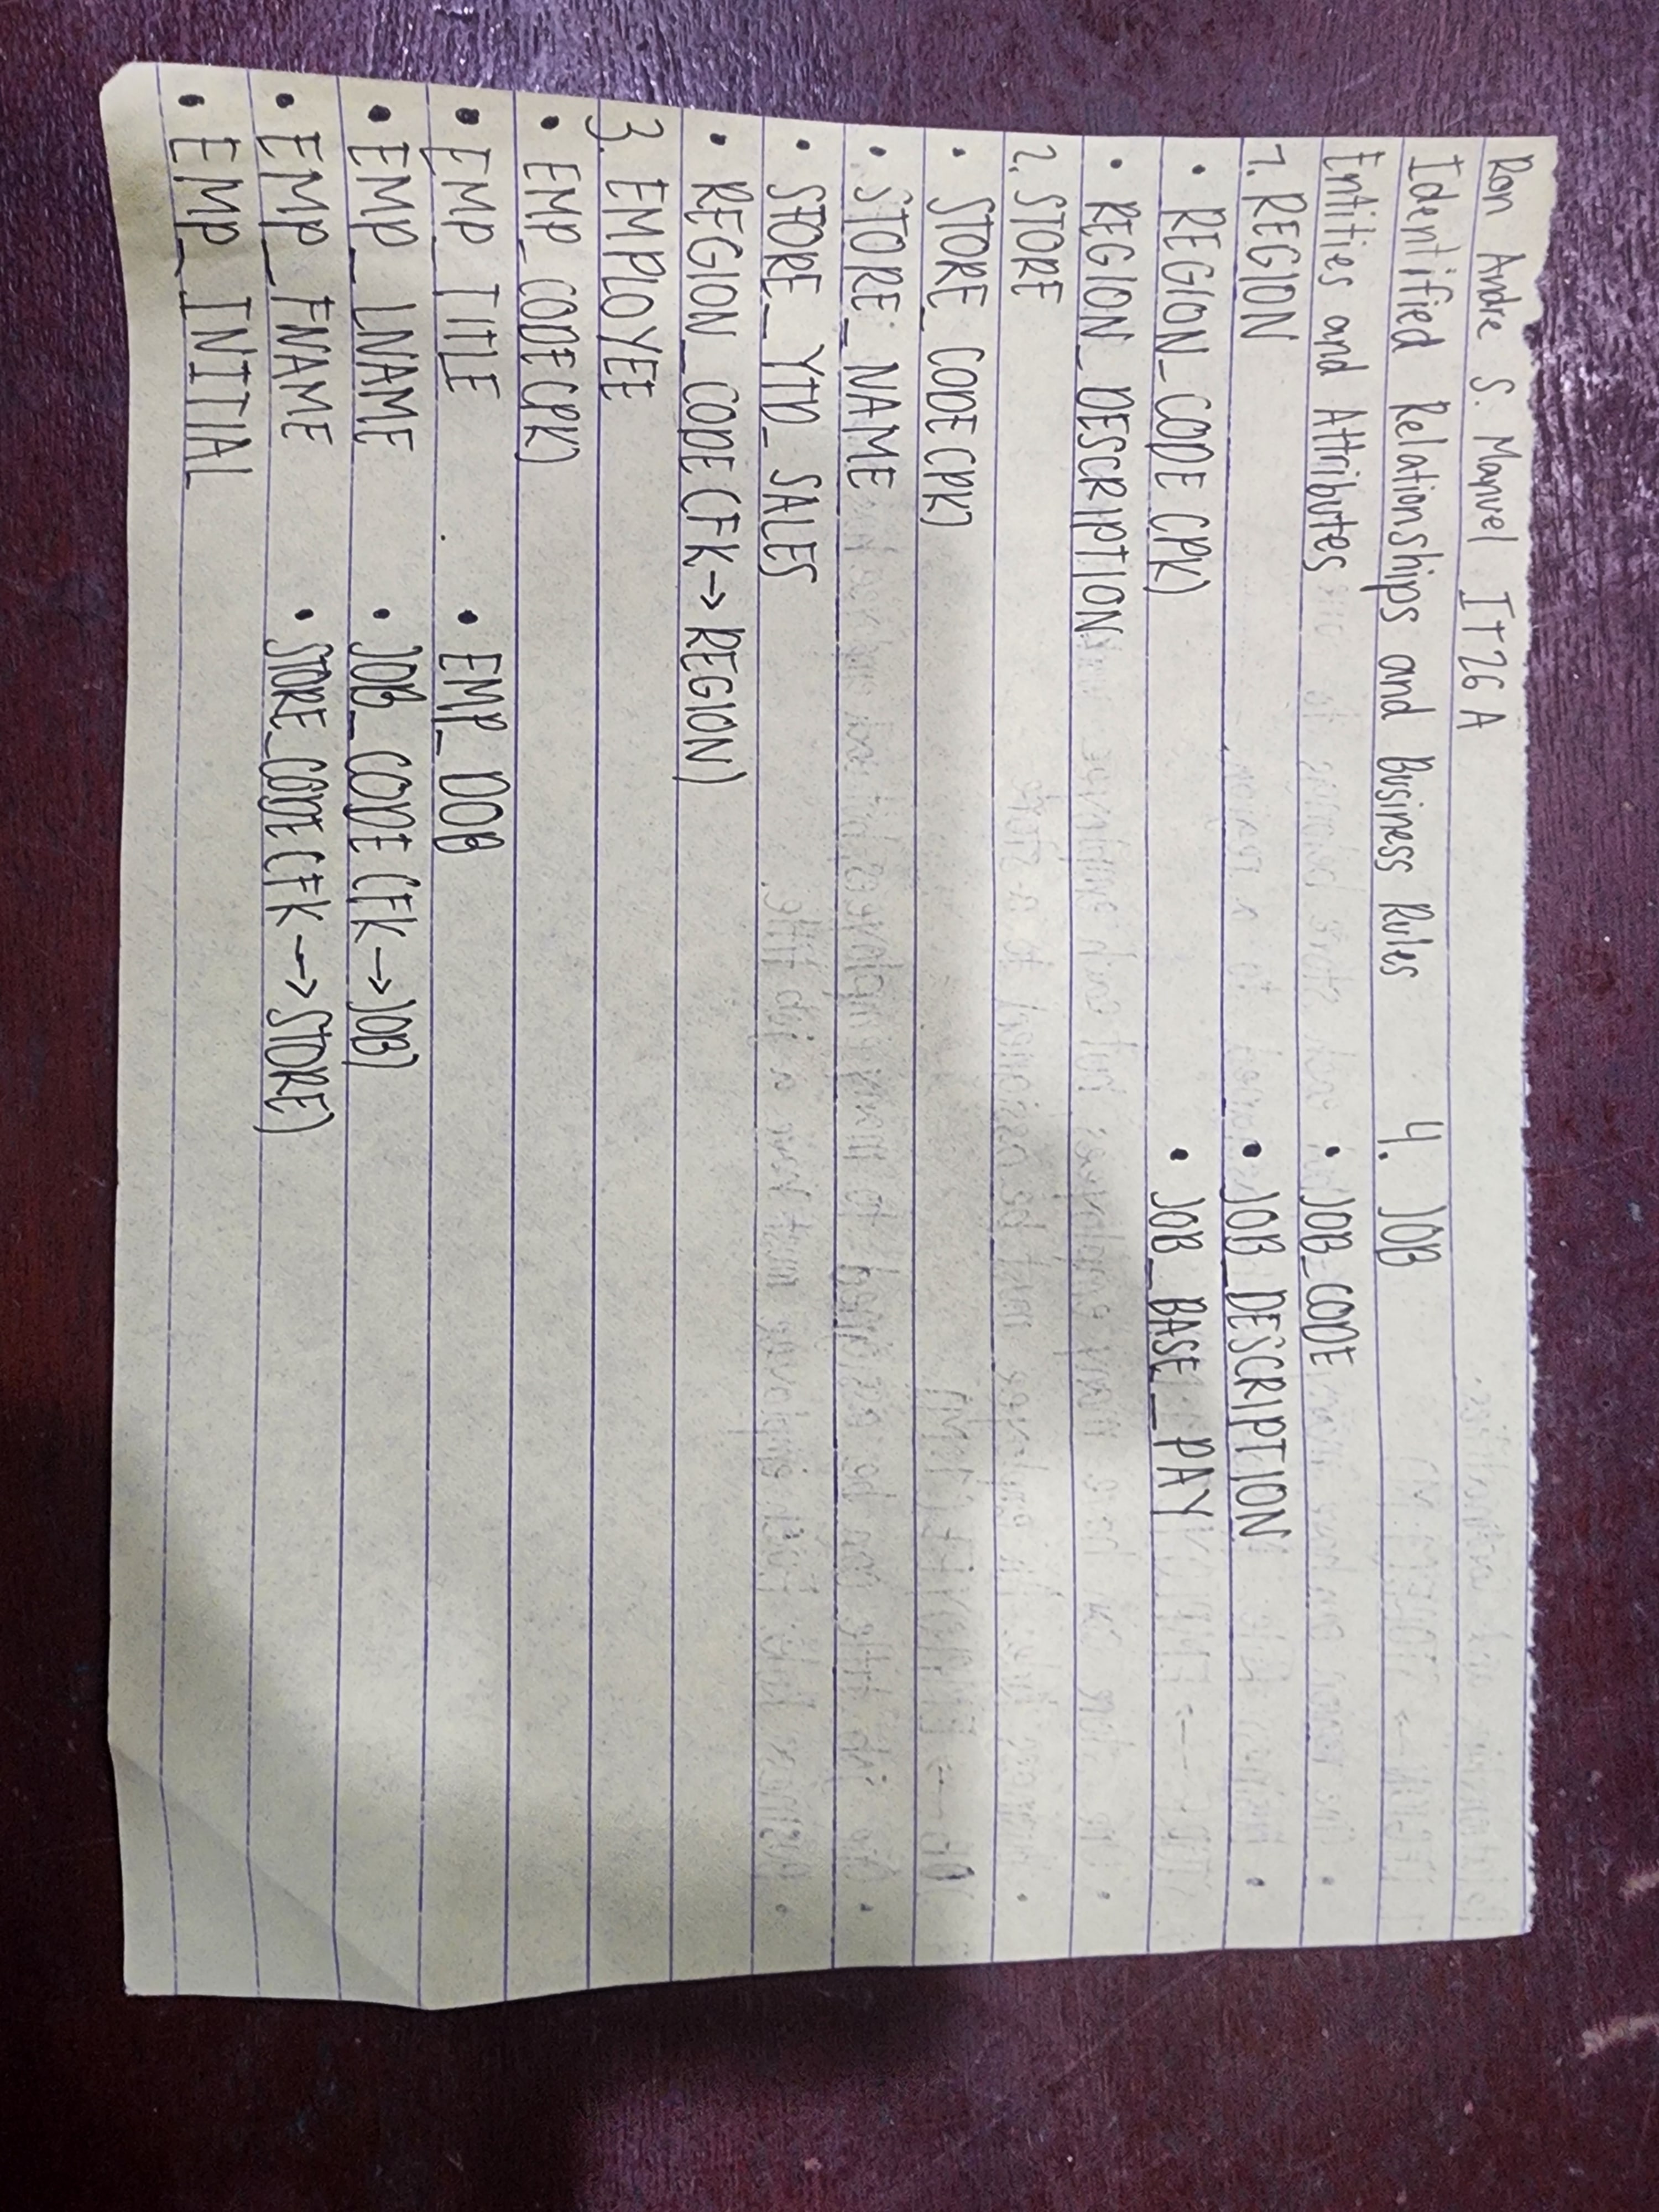 Ron Andre S. Manuel IT26A
Identified Relationships and Business Rules
Entities and Attributes
1. REGION
• REGION_CODE (PK)
• REGION_DESCRIPTION
2. STORE
• STORE_CODE (PK)
• STORE_NAME
• STORE_YTD_SALES
• REGION_CODE (FK→REGION)
3. EMPLOYEE
• EMP_CODE (PK)
• EMP_TITLE
• EMP_LNAME
• EMP_FNAME
• EMP_INITIAL
• EMP_DOB
• JOB_CODE (FK→JOB)
• STORE_CODE (FK→STORE)
4. JOB
• JOB_CODE
• JOB_DESCRIPTION
• JOB_BASE_PAY